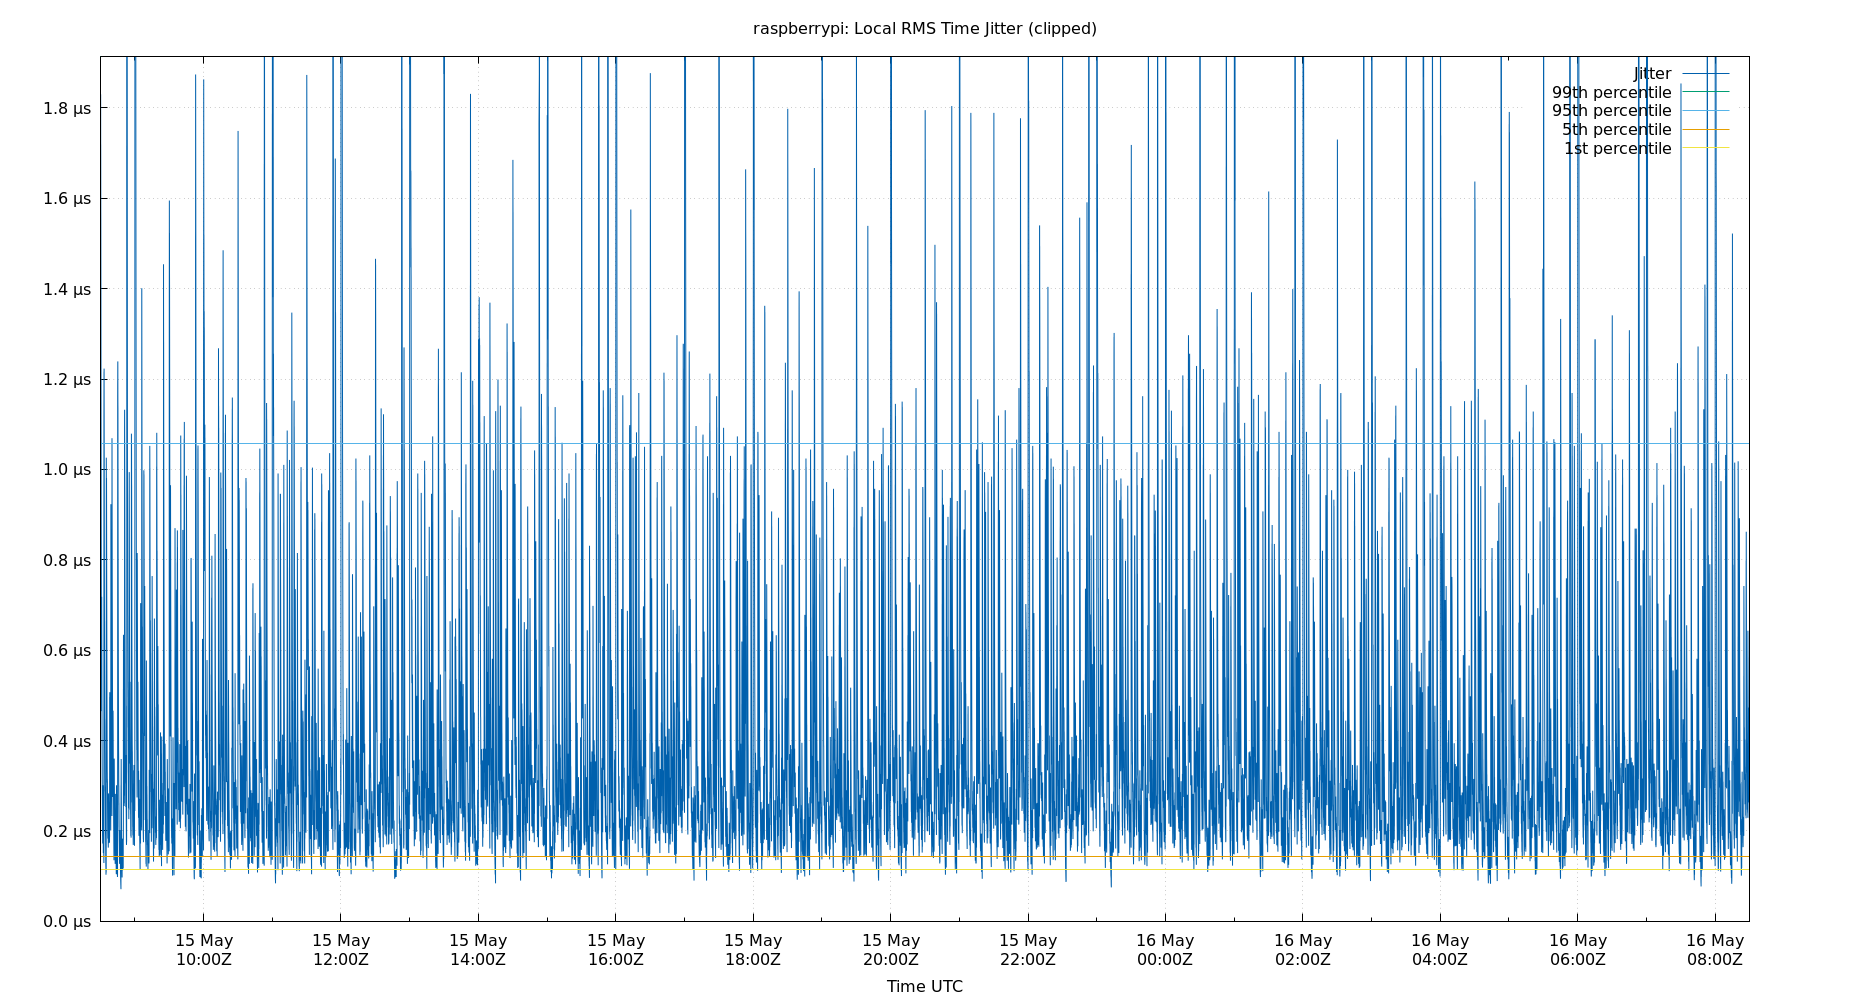 raspberrypi: Local RMS Time Jitter (clipped)
Jitter
99th percentile
95th percentile
5th percentile
1st percentile
1.8 µs
1.6 µs
1.4 µs
1.2 µs
1.0 µs
0.8 µs
0.6 µs
0.4 µs
0.2 µs
0.0 µs
15 May 15 May 15 May 15 May 15 May 15 May 15 May 16 May 16 May 16 May 16 May 16 May
10:00Z 12:00Z 14:00Z 16:00Z 18:00Z 20:00Z 22:00Z 00:00Z 02:00Z 04:00Z 06:00Z 08:00Z
Time UTC